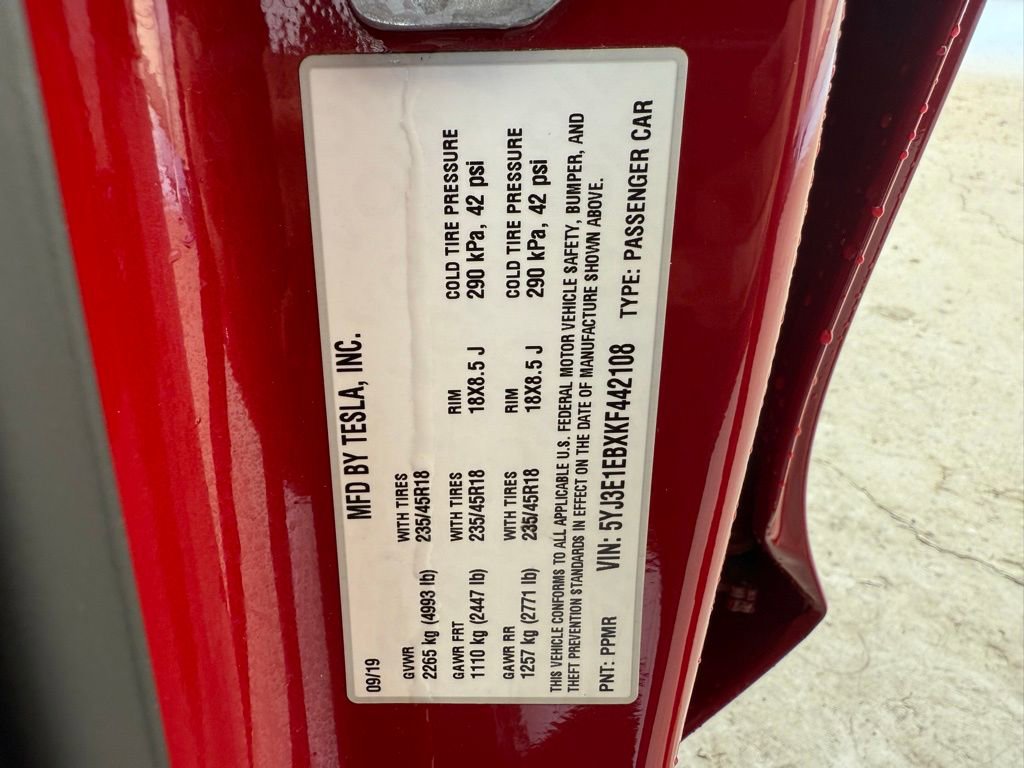 09/19 MFD BY TESLA, INC.
GVWR WITH TIRES
2265 kg (4993 lb) 235/45R18
GAWR FRT WITH TIRES RIM COLD TIRE PRESSURE
1110 kg (2447 lb) 235/45R18 18X8.5 J 290 kPa, 42 psi
GAWR RR WITH TIRES RIM COLD TIRE PRESSURE
1257 kg (2771 lb) 235/45R18 18X8.5 J 290 kPa, 42 psi
THIS VEHICLE CONFORMS TO ALL APPLICABLE U.S. FEDERAL MOTOR VEHICLE SAFETY, BUMPER, AND
THEFT PREVENTION STANDARDS IN EFFECT ON THE DATE OF MANUFACTURE SHOWN ABOVE.
PNT: PPMR VIN: 5YJ3E1EBXKF442108 TYPE: PASSENGER CAR